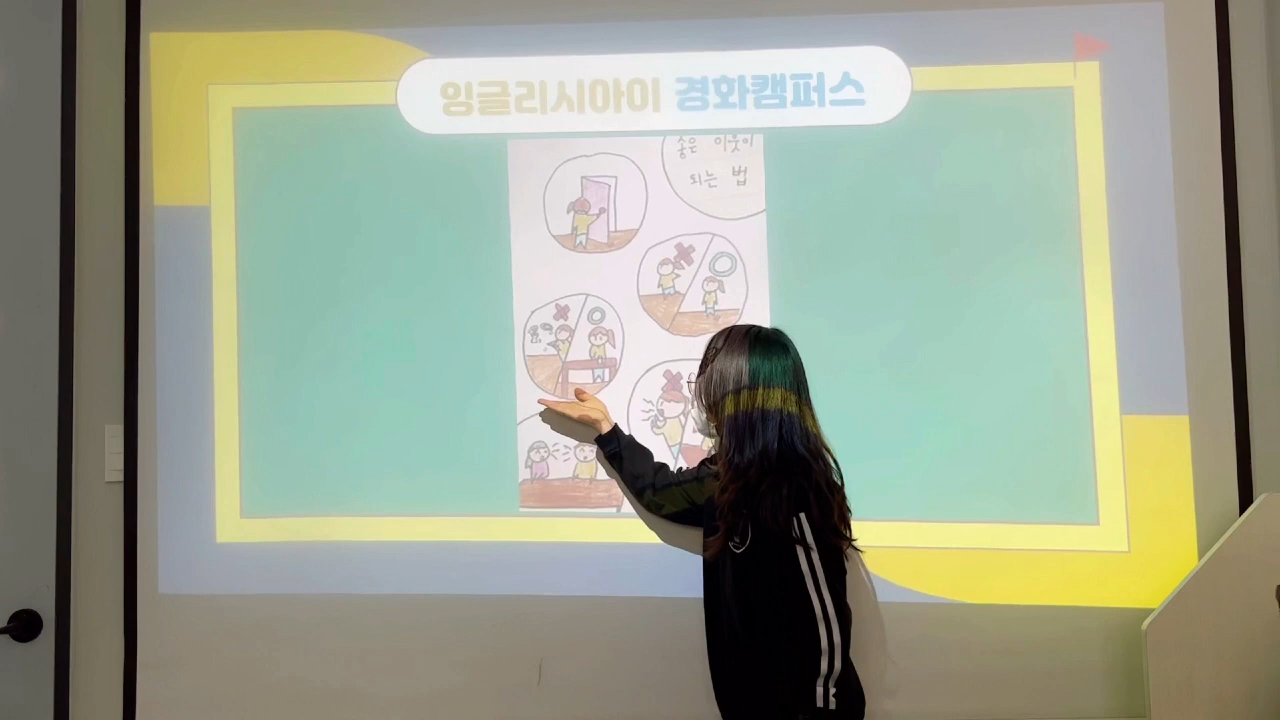 잉글리시아이 경화캠퍼스
좋은 이웃이
되는 법